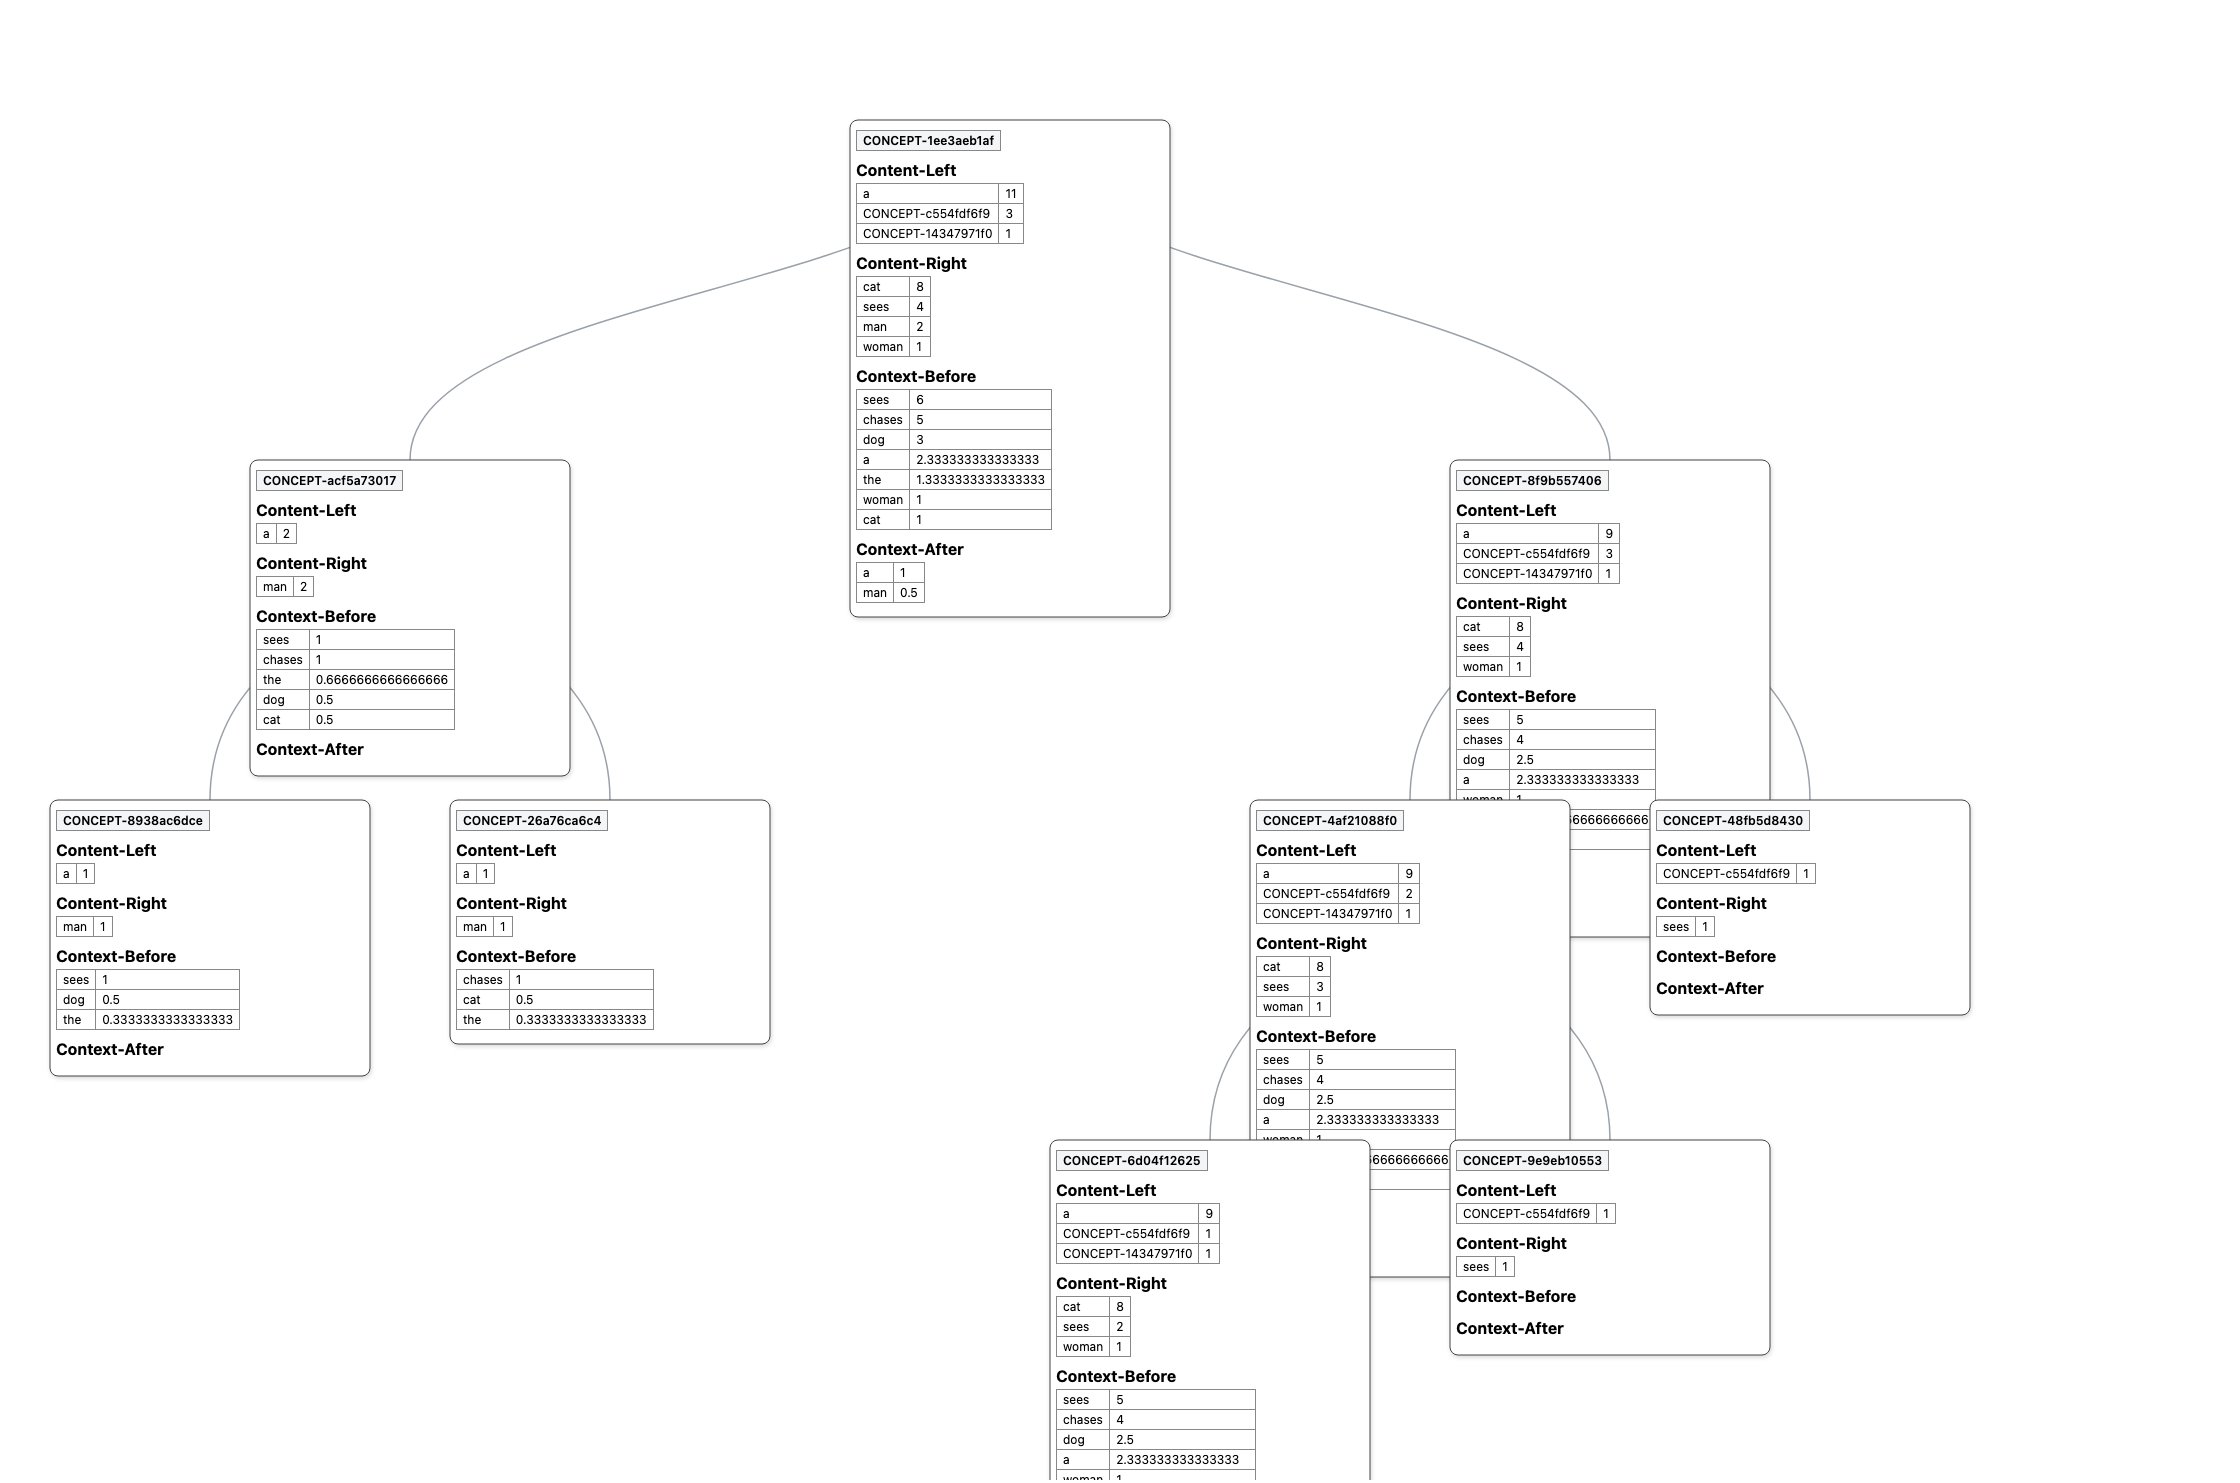 CONCEPT-1ee3aeb1af
Content-Left
a 11
CONCEPT-c554fdf6f9 3
CONCEPT-14347971f0 1
Content-Right
cat 8
sees 4
man 2
woman 1
Context-Before
sees 6
chases 5
dog 3
a 2.333333333333333
the 1.3333333333333333
woman 1
cat 1
Context-After
a 1
man 0.5
CONCEPT-acf5a73017
Content-Left
a 2
Content-Right
man 2
Context-Before
sees 1
chases 1
the 0.6666666666666666
dog 0.5
cat 0.5
Context-After
CONCEPT-8f9b557406
Content-Left
a 9
CONCEPT-c554fdf6f9 3
CONCEPT-14347971f0 1
Content-Right
cat 8
sees 4
woman 1
Context-Before
sees 5
chases 4
dog 2.5
a 2.333333333333333
woman 1
CONCEPT-8938ac6dce
Content-Left
a 1
Content-Right
man 1
Context-Before
sees 1
dog 0.5
the 0.3333333333333333
Context-After
CONCEPT-26a76ca6c4
Content-Left
a 1
Content-Right
man 1
Context-Before
chases 1
cat 0.5
the 0.3333333333333333
CONCEPT-4af21088f0
Content-Left
a 9
CONCEPT-c554fdf6f9 2
CONCEPT-14347971f0 1
Content-Right
cat 8
sees 3
woman 1
Context-Before
sees 5
chases 4
dog 2.5
a 2.333333333333333
woman 1
CONCEPT-48fb5d8430
Content-Left
CONCEPT-c554fdf6f9 1
Content-Right
sees 1
Context-Before
Context-After
CONCEPT-6d04f12625
Content-Left
a 9
CONCEPT-c554fdf6f9 1
CONCEPT-14347971f0 1
Content-Right
cat 8
sees 2
woman 1
Context-Before
sees 5
chases 4
dog 2.5
a 2.333333333333333
woman 1
CONCEPT-9e9eb10553
Content-Left
CONCEPT-c554fdf6f9 1
Content-Right
sees 1
Context-Before
Context-After